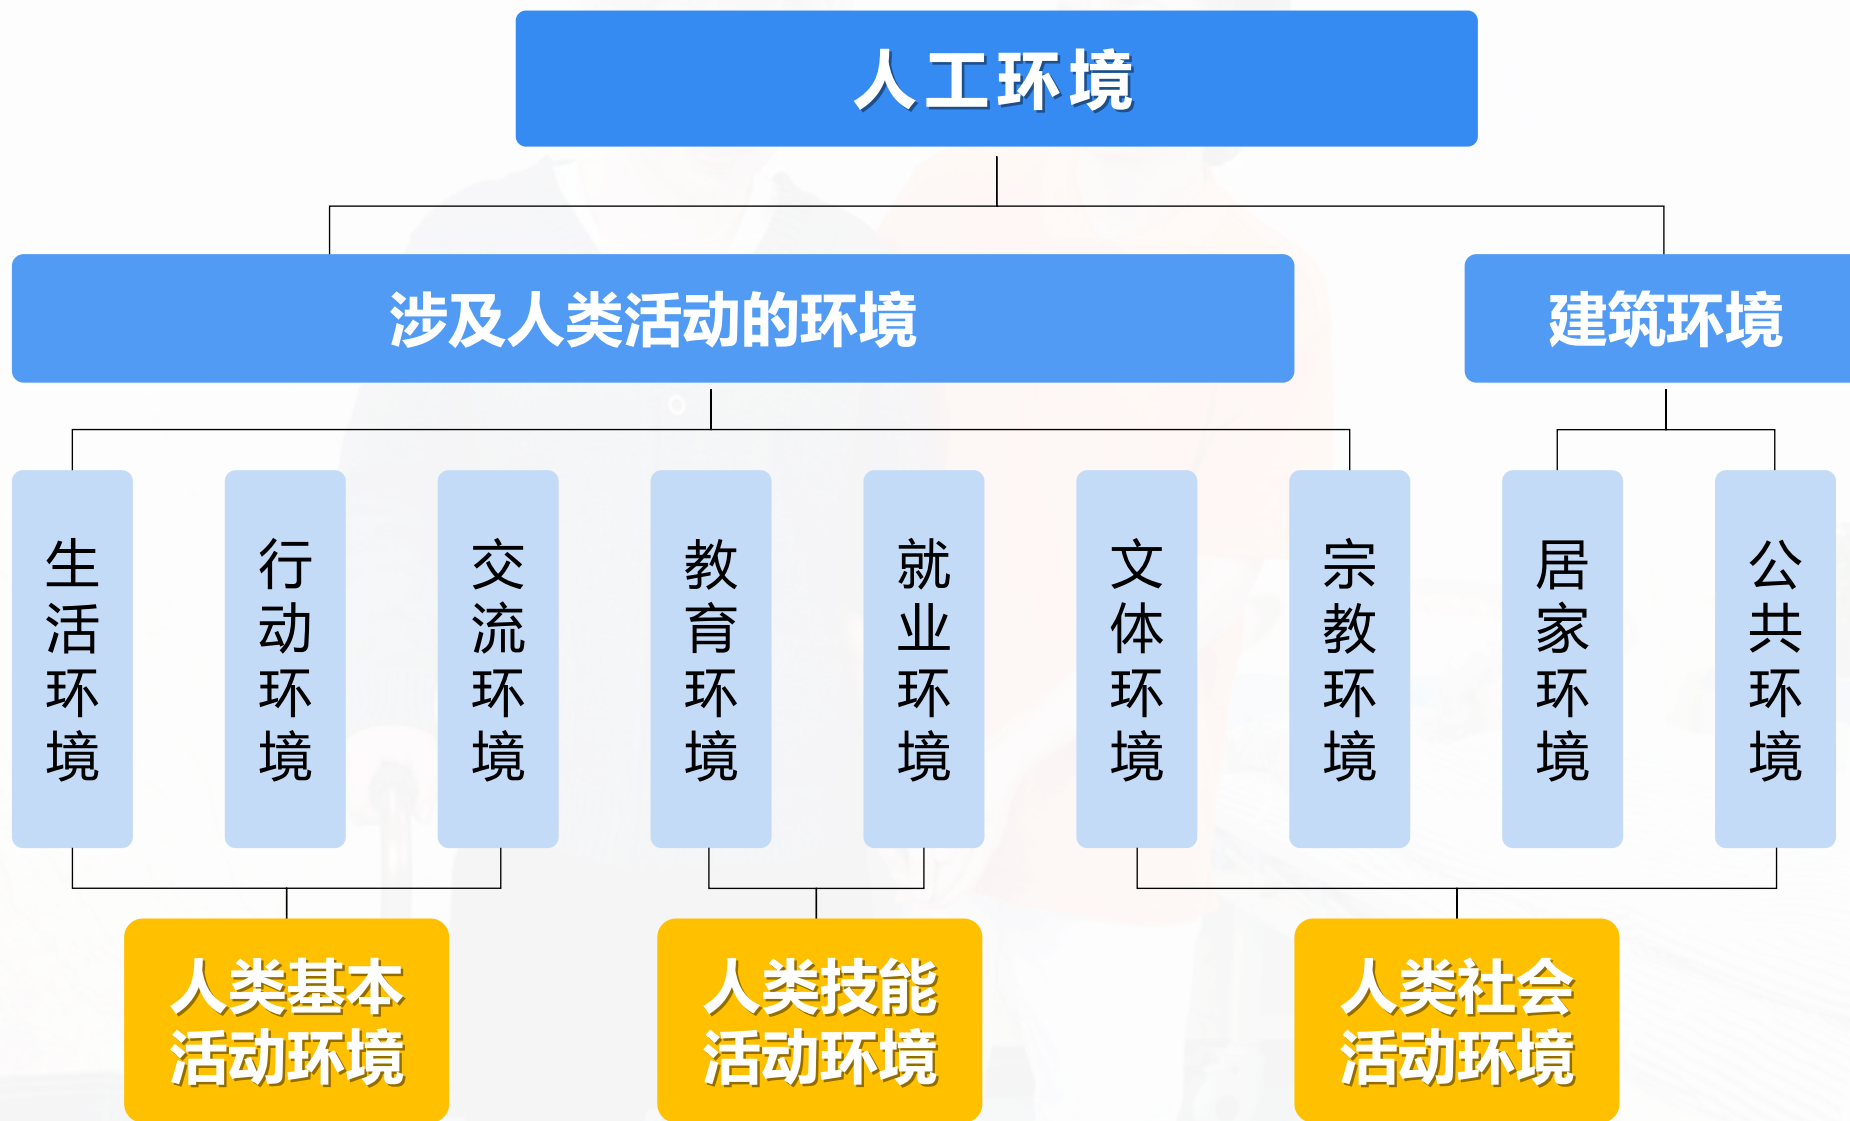 人工环境
涉及人类活动的环境
建筑环境
生活环境
行动环境
交流环境
教育环境
就业环境
文体环境
宗教环境
居家环境
公共环境
人类基本
活动环境
人类技能
活动环境
人类社会
活动环境